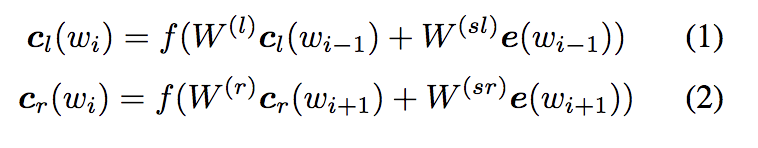 c_l(w_i) = f(W^{(l)} c_l(w_{i−1}) + W^{(sl)} e(w_{i−1})) (1)
c_r(w_i) = f(W^{(r)} c_r(w_{i+1}) + W^{(sr)} e(w_{i+1})) (2)